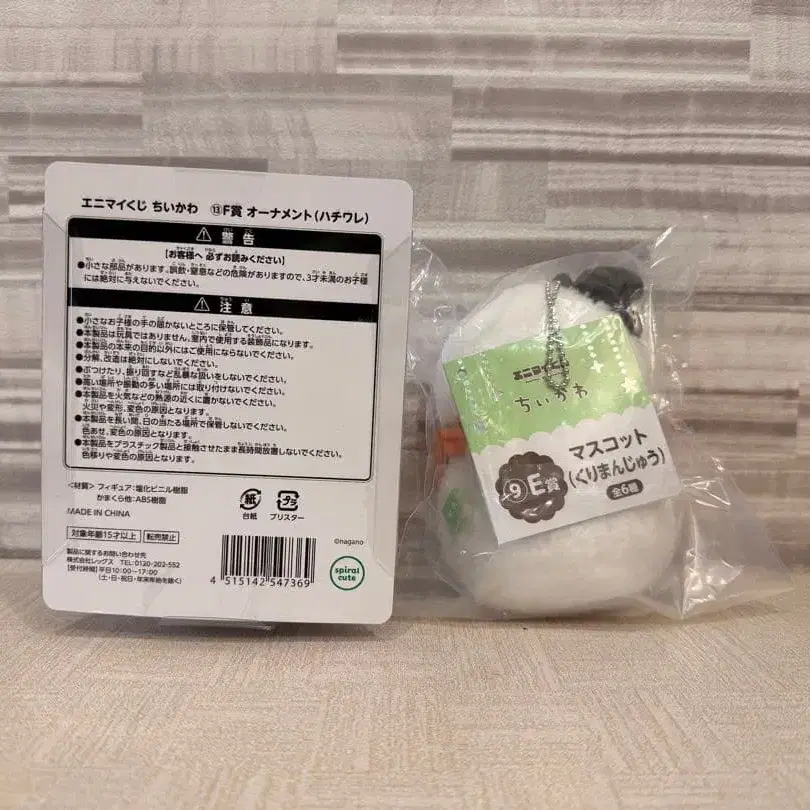 エニマイくじ ちいかわ ⑬F賞 オーナメント(ハチワレ)
⚠ 警告
【お客様へ 必ずお読みください】
●小さな部品があります。誤飲・窒息などの危険がありますので、3才未満のお子様
には絶対に与えないでください。
⚠ 注意
●小さなお子様の手の届かないところに保管してください。
●本製品は玩具ではありません。室内で使用する装飾品になります。
●本製品の本来の目的以外にはご使用にならないでください。
●分解、改造は絶対にしないでください。
●ぶつけたり、振り回すなど乱暴な扱いをしないでください。
●高い場所や振動の多い場所には取り付けないでください。
●本製品を火気などの熱源の近くに置かないでください。
火災や変形、変色の原因となります。
●本製品を長い間、日の当たる場所で保管しないでください。
色あせ、変色の原因となります。
●本製品をプラスチック製品と接触させたまま長時間放置しないでください。
色移りや変色の原因となります。
<材質> フィギュア:塩化ビニル樹脂
かまくら他:ABS樹脂
MADE IN CHINA
紙
台紙
プラ
ブリスター
対象年齢15才以上 転売禁止
©nagano
製品に関するお問い合わせ先
株式会社レッグス TEL:0120-202-552
【受付時間】平日10:00~17:00
(土・日・祝日・年末年始を除く)
4 515142 547369
spiral
cute
エニマイくじ
ちいかわ
⑨E賞
マスコット
(くりまんじゅう)
全6種